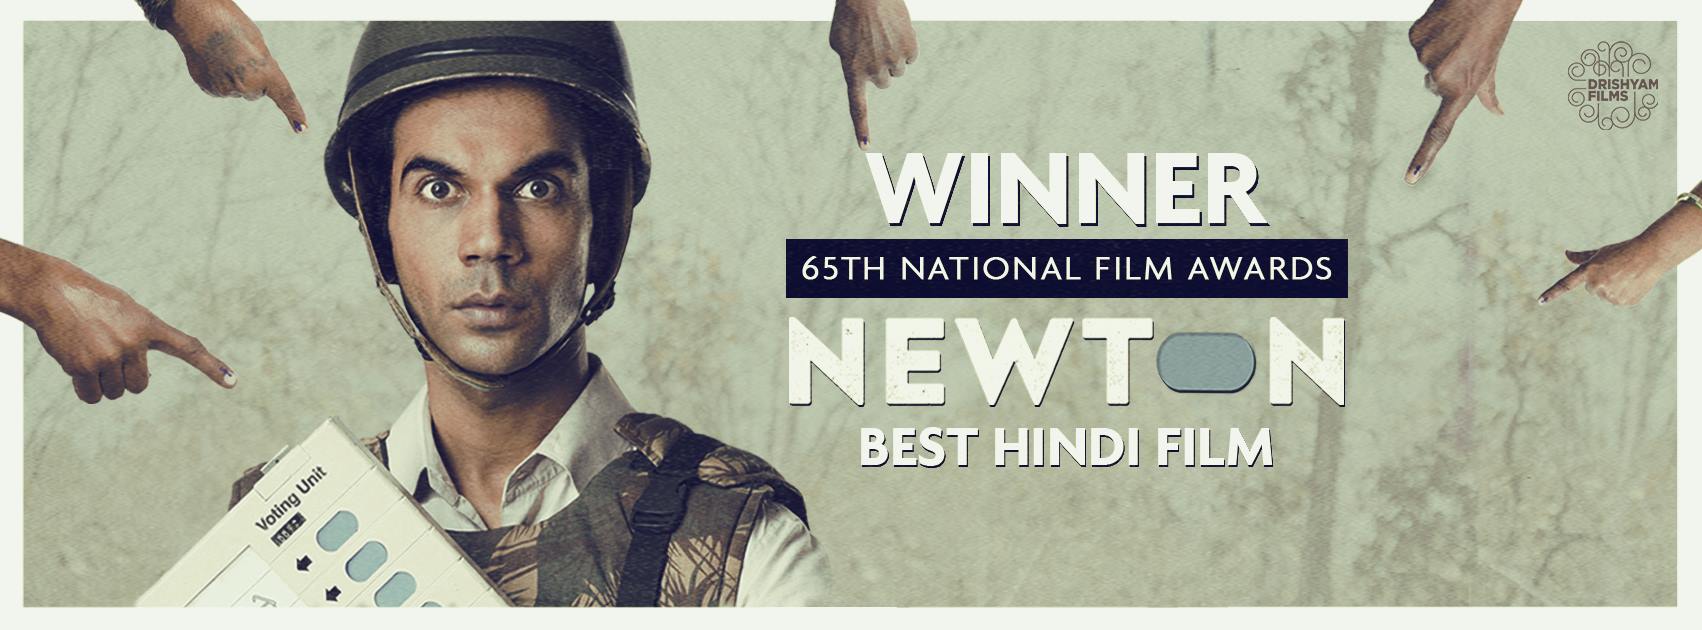 DRISHYAM
FILMS
WINNER
65TH NATIONAL FILM AWARDS
NEWTON
BEST HINDI FILM
Voting Unit